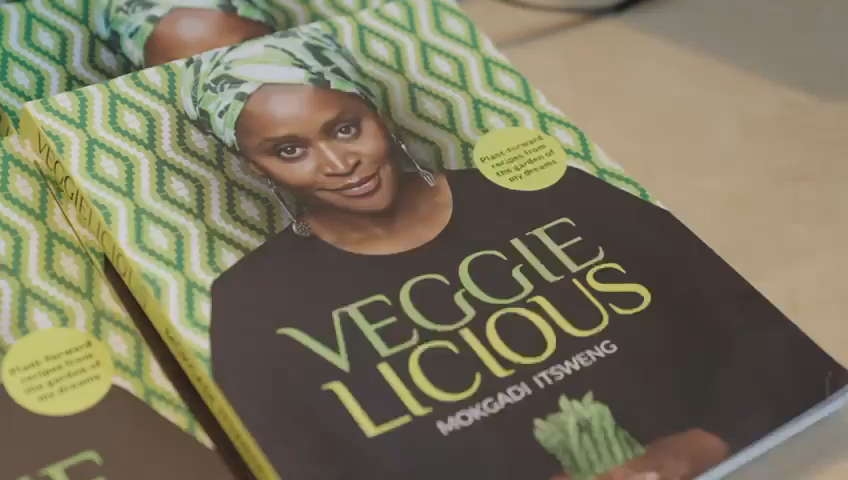 Plant-forward
recipes from
the garden of
my dreams
VEGGIE
LICIOUS
MOKGADI ITSWENG
VEGGIELICIOUS
Plant-forward
recipes from
the garden of
my dreams